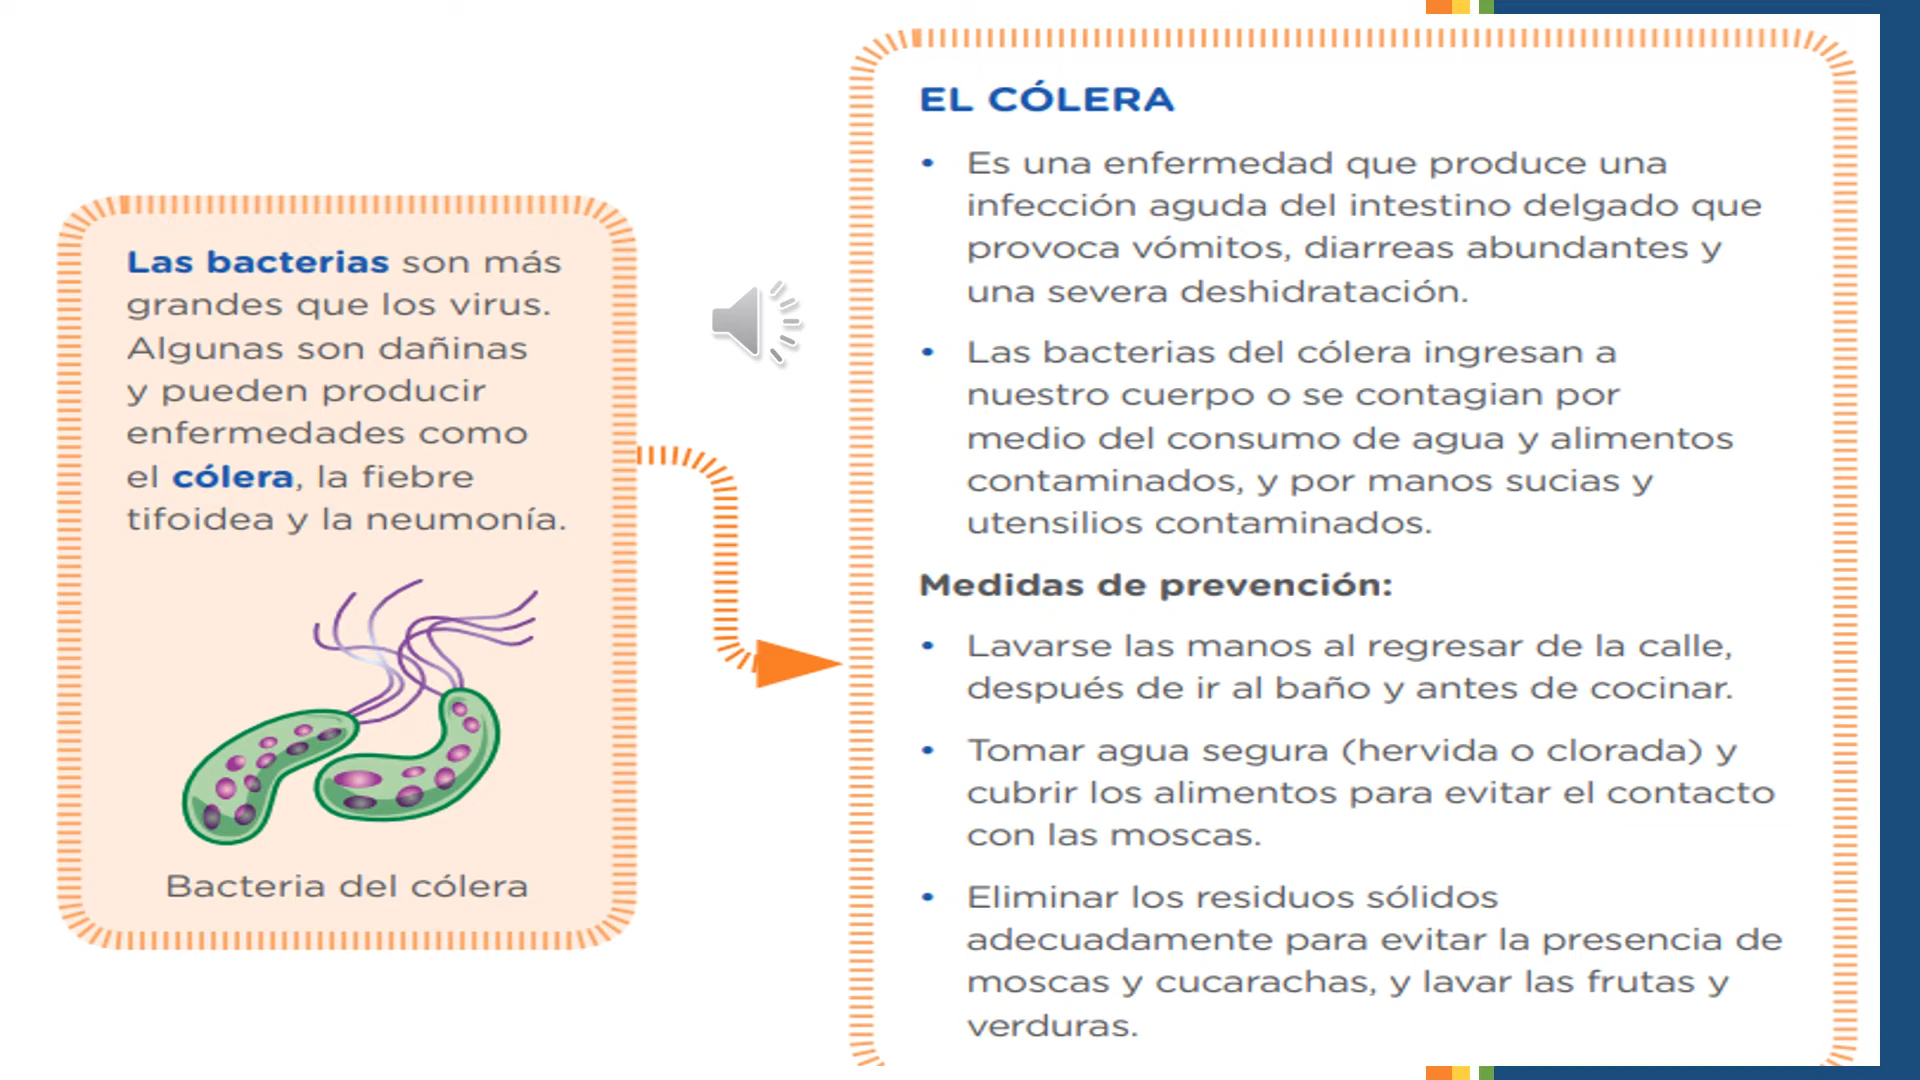 Las bacterias son más
grandes que los virus.
Algunas son dañinas
y pueden producir
enfermedades como
el cólera, la fiebre
tifoidea y la neumonía.
Bacteria del cólera
EL CÓLERA
• Es una enfermedad que produce una
infección aguda del intestino delgado que
provoca vómitos, diarreas abundantes y
una severa deshidratación.
• Las bacterias del cólera ingresan a
nuestro cuerpo o se contagian por
medio del consumo de agua y alimentos
contaminados, y por manos sucias y
utensilios contaminados.
Medidas de prevención:
• Lavarse las manos al regresar de la calle,
después de ir al baño y antes de cocinar.
• Tomar agua segura (hervida o clorada) y
cubrir los alimentos para evitar el contacto
con las moscas.
• Eliminar los residuos sólidos
adecuadamente para evitar la presencia de
moscas y cucarachas, y lavar las frutas y
verduras.